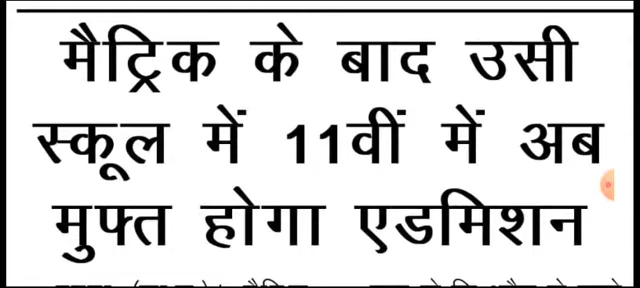 मैट्रिक के बाद उसी
स्कूल में 11वीं में अब
मुफ्त होगा एडमिशन